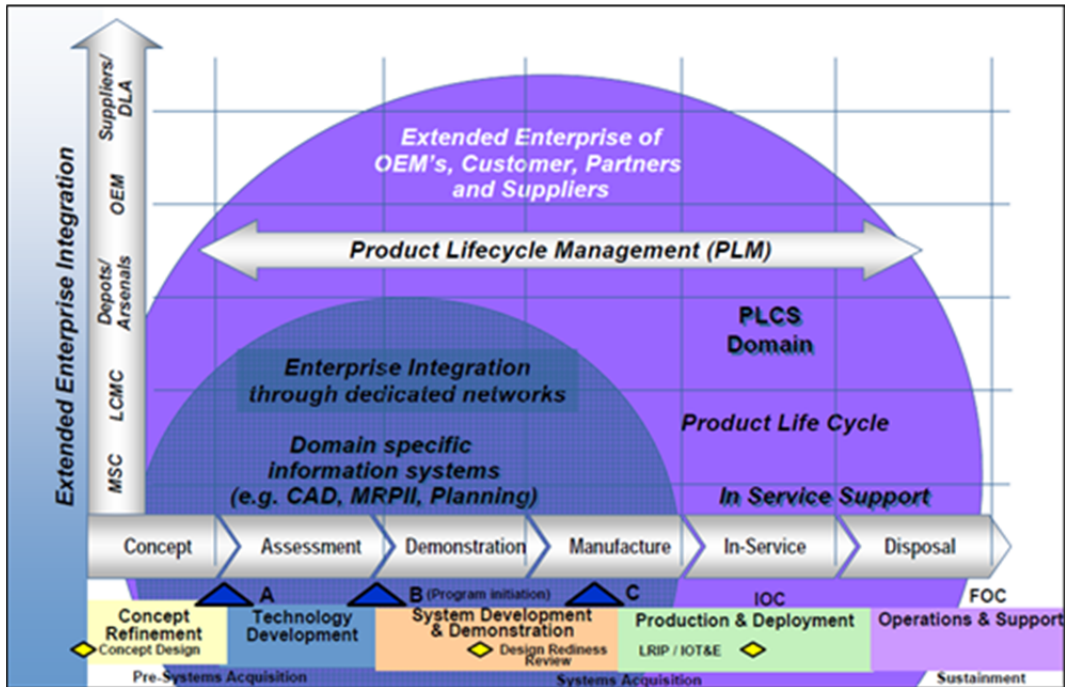 Extended Enterprise Integration
Suppliers/
DLA
OEM
Depots/
Arsenals
LCMC
MSC
Extended Enterprise of
OEM's, Customer, Partners
and Suppliers
Product Lifecycle Management (PLM)
PLCS
Domain
Enterprise Integration
through dedicated networks
Product Life Cycle
Domain specific
information systems
(e.g. CAD, MRPII, Planning)
In Service Support
Concept
Assessment
Demonstration
Manufacture
In-Service
Disposal
A
B (Program initiation)
C
IOC
FOC
Concept
Refinement
Concept Design
Technology
Development
System Development
& Demonstration
Design Rediness
Review
Production & Deployment
LRIP / IOT&E
Operations & Support
Pre-Systems Acquisition
Systems Acquisition
Sustainment